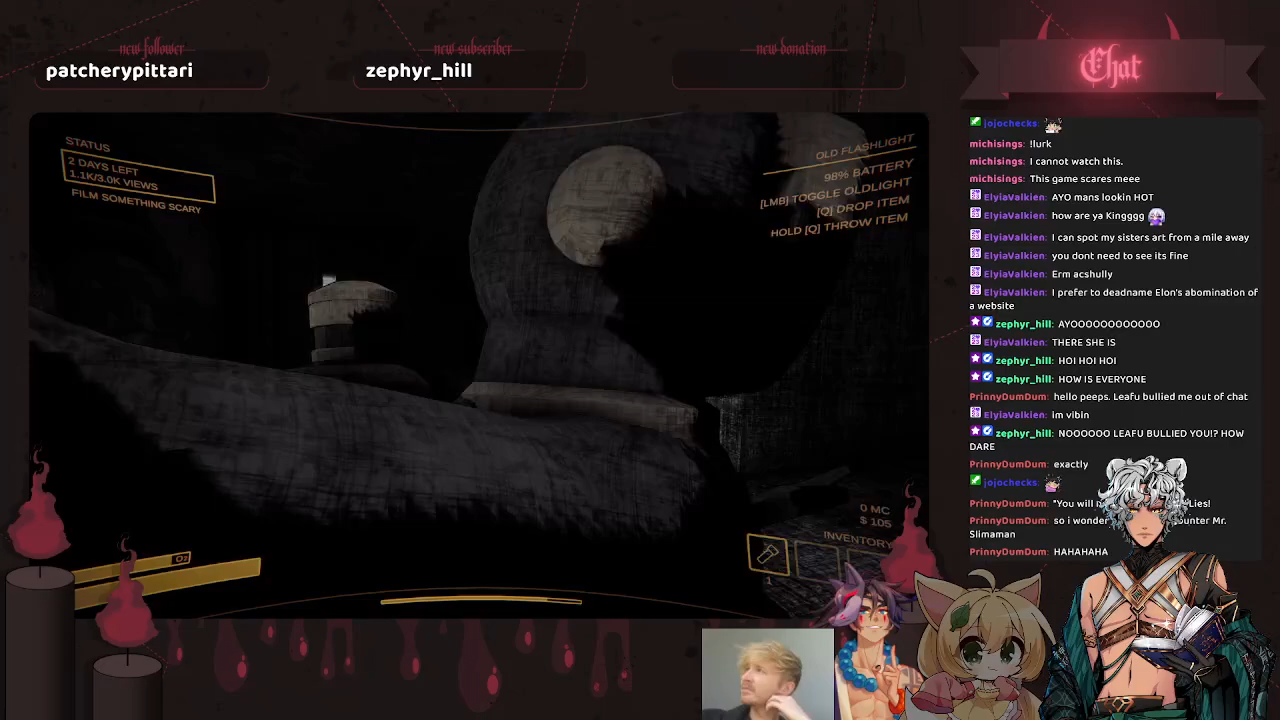 new follower
patcherypittari
new subscriber
zephyr_hill
new donation
Chat
STATUS
2 DAYS LEFT
1.1K/3.0K VIEWS
FILM SOMETHING SCARY
OLD FLASHLIGHT
98% BATTERY
[LMB] TOGGLE OLDLIGHT
[Q] DROP ITEM
HOLD [Q] THROW ITEM
0 MC
$ 105
INVENTORY
1
O2
jojochecks:
michisings: !lurk
michisings: I cannot watch this.
michisings: This game scares meee
ElyiaValkien: AYO mans lookin HOT
ElyiaValkien: how are ya Kingggg
ElyiaValkien: I can spot my sisters art from a mile away
ElyiaValkien: you dont need to see its fine
ElyiaValkien: Erm acshully
ElyiaValkien: I prefer to deadname Elon's abomination of
a website
zephyr_hill: AYOOOOOOOOOOO
ElyiaValkien: THERE SHE IS
zephyr_hill: HOI HOI HOI
zephyr_hill: HOW IS EVERYONE
PrinnyDumDum: hello peeps. Leafu bullied me out of chat
ElyiaValkien: im vibin
zephyr_hill: NOOOOOO LEAFU BULLIED YOU!? HOW
DARE
PrinnyDumDum: exactly
jojochecks:
PrinnyDumDum: "You will Lies!
PrinnyDumDum: so i wonder Mr.
Slimaman
PrinnyDumDum: HAHAHAHA